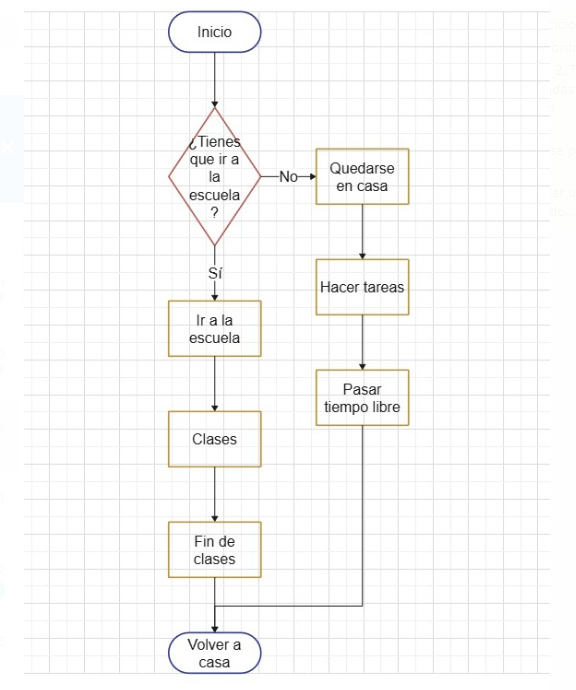 Inicio
¿Tienes
que ir a
la
escuela
?
No
Quedarse
en casa
Sí
Hacer tareas
Ir a la
escuela
Pasar
tiempo libre
Clases
Fin de
clases
Volver a
casa